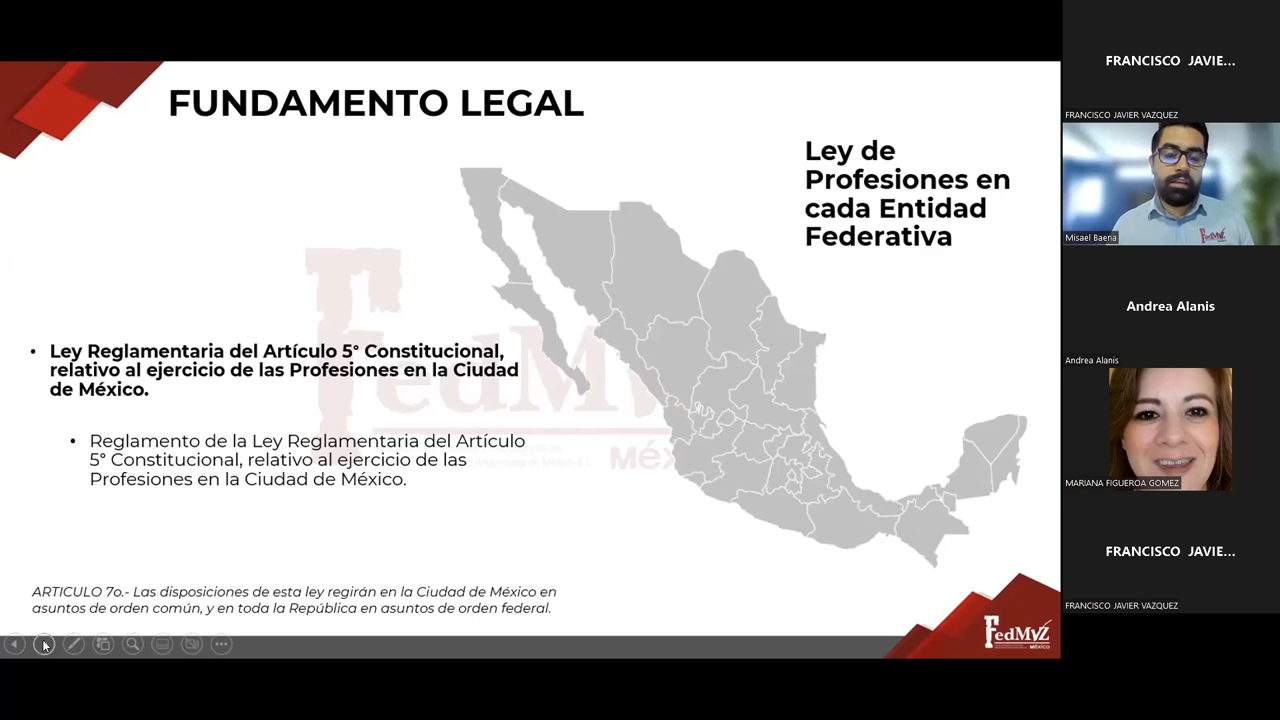 FUNDAMENTO LEGAL
Ley de
Profesiones en
cada Entidad
Federativa
• Ley Reglamentaria del Artículo 5° Constitucional,
relativo al ejercicio de las Profesiones en la Ciudad
de México.
• Reglamento de la Ley Reglamentaria del Artículo
5° Constitucional, relativo al ejercicio de las
Profesiones en la Ciudad de México.
ARTICULO 7o.- Las disposiciones de esta ley regirán en la Ciudad de México en
asuntos de orden común, y en toda la República en asuntos de orden federal.
FedMVZ
MÉXICO
FRANCISCO JAVIE...
FRANCISCO JAVIER VAZQUEZ
FedMVZ
Misael Baena
Andrea Alanis
Andrea Alanis
MARIANA FIGUEROA GOMEZ
FRANCISCO JAVIE...
FRANCISCO JAVIER VAZQUEZ